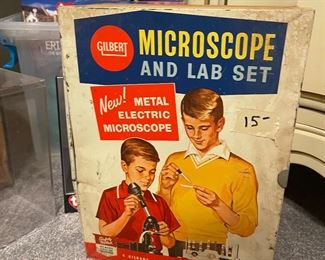 GILBERT
MICROSCOPE
AND LAB SET
New! METAL
ELECTRIC
MICROSCOPE
15-